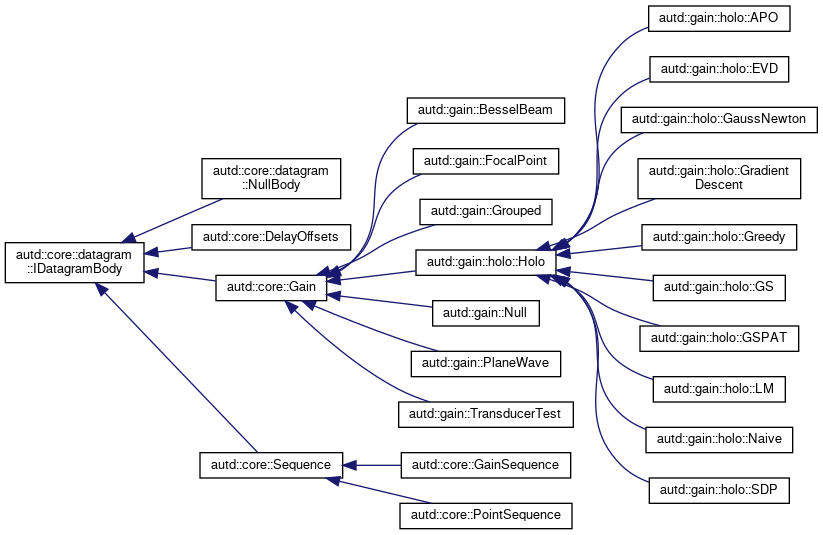 autd::gain::holo::APO
autd::gain::holo::EVD
autd::gain::BesselBeam
autd::gain::holo::GaussNewton
autd::gain::FocalPoint
autd::core::datagram
::NullBody
autd::gain::holo::Gradient
Descent
autd::gain::Grouped
autd::core::DelayOffsets
autd::gain::holo::Greedy
autd::core::datagram
::IDatagramBody
autd::gain::holo::Holo
autd::core::Gain
autd::gain::holo::GS
autd::gain::Null
autd::gain::holo::GSPAT
autd::gain::PlaneWave
autd::gain::holo::LM
autd::gain::TransducerTest
autd::gain::holo::Naive
autd::core::Sequence
autd::core::GainSequence
autd::gain::holo::SDP
autd::core::PointSequence